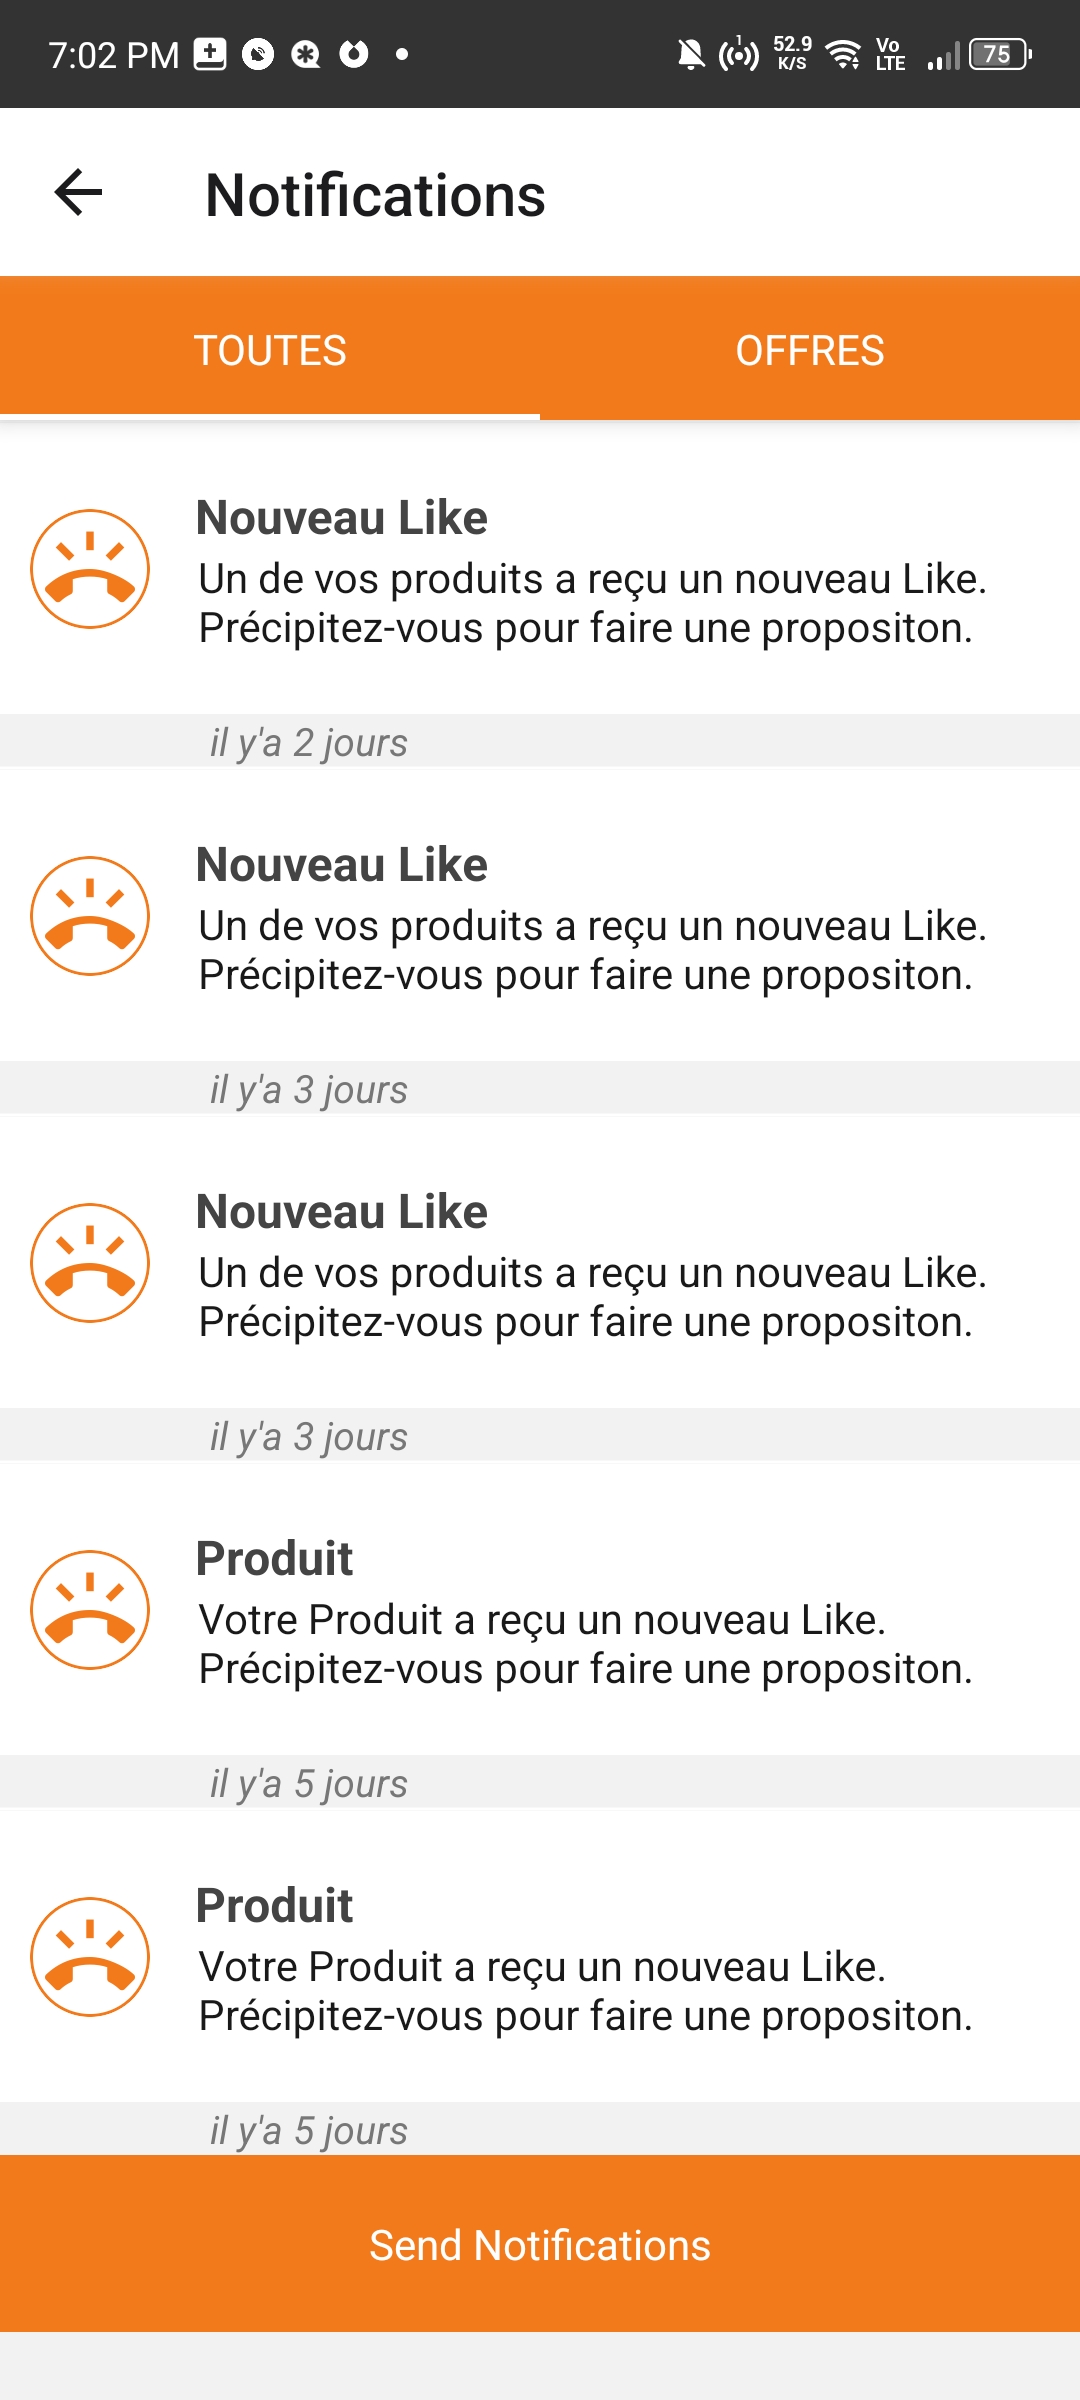 7:02 PM
1
52.9
K/S
Vo
LTE
75
Notifications
TOUTES
OFFRES
Nouveau Like
Un de vos produits a reçu un nouveau Like.
Précipitez-vous pour faire une propositon.
il y'a 2 jours
Nouveau Like
Un de vos produits a reçu un nouveau Like.
Précipitez-vous pour faire une propositon.
il y'a 3 jours
Nouveau Like
Un de vos produits a reçu un nouveau Like.
Précipitez-vous pour faire une propositon.
il y'a 3 jours
Produit
Votre Produit a reçu un nouveau Like.
Précipitez-vous pour faire une propositon.
il y'a 5 jours
Produit
Votre Produit a reçu un nouveau Like.
Précipitez-vous pour faire une propositon.
il y'a 5 jours
Send Notifications